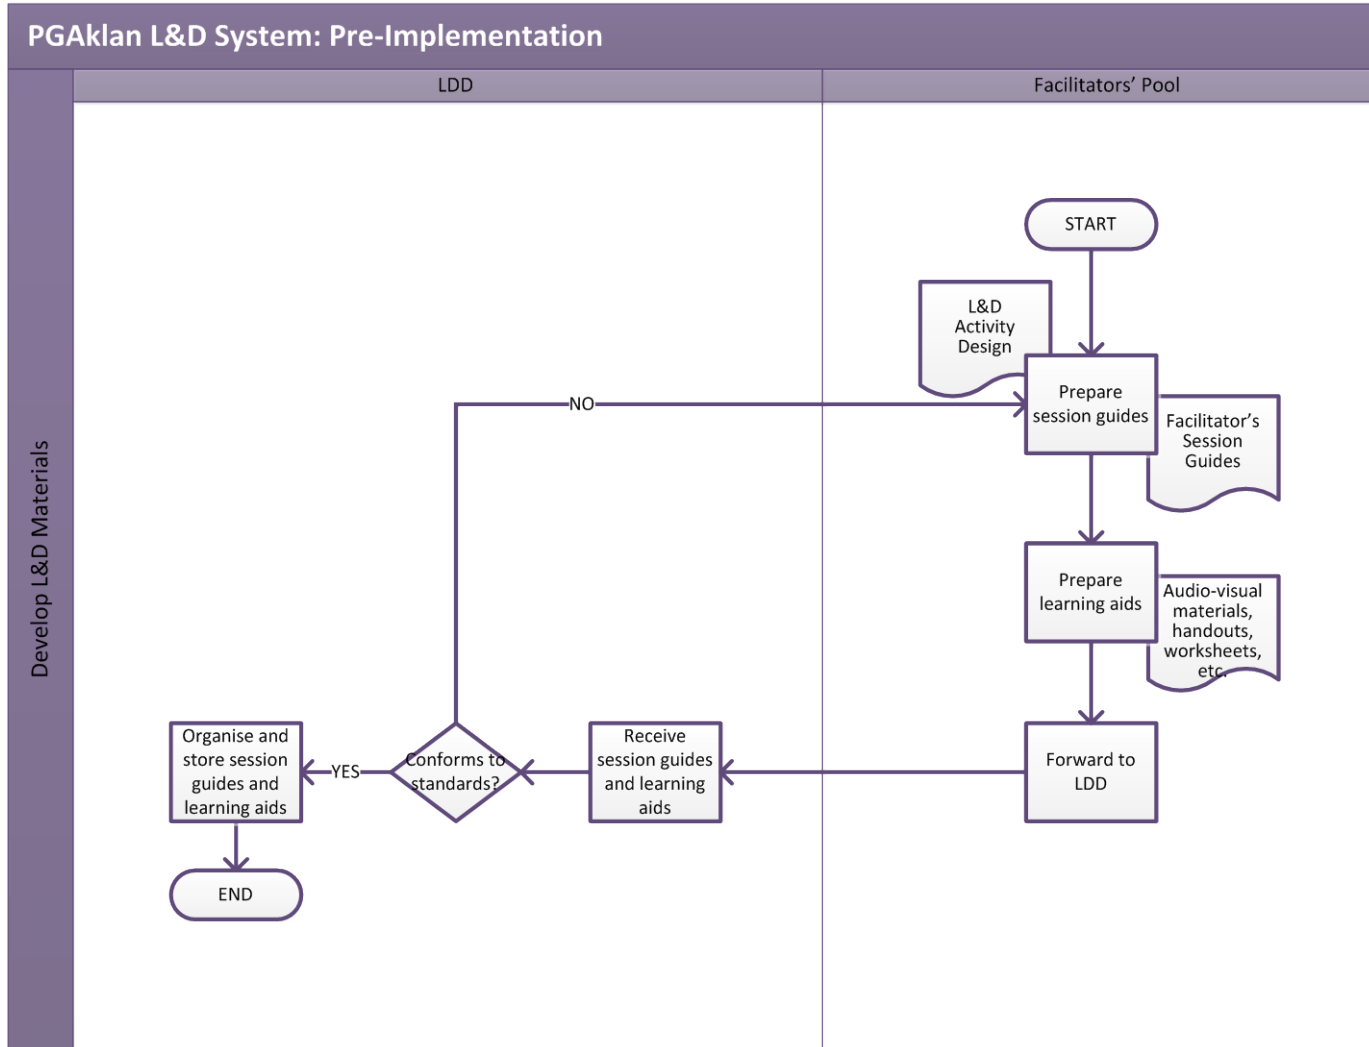 PGAklan L&D System: Pre-Implementation
LDD
Facilitators' Pool
Develop L&D Materials
START
L&D
Activity
Design
Prepare
session guides
Facilitator's
Session
Guides
NO
Prepare
learning aids
Audio-visual
materials,
handouts,
worksheets,
etc.
Forward to
LDD
Receive
session guides
and learning
aids
Conforms to
standards?
YES
Organise and
store session
guides and
learning aids
END